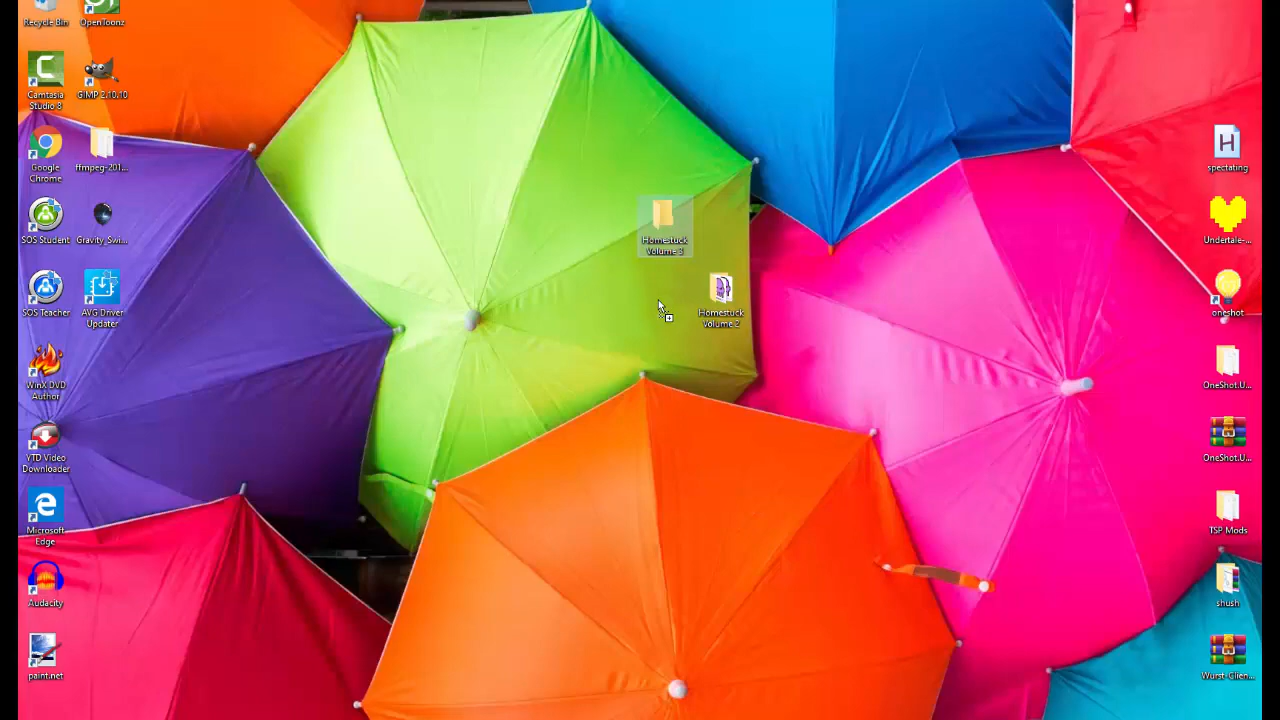 Recycle Bin
OpenToonz
Camtasia
Studio 8
GIMP 2.10.10
Google
Chrome
ffmpeg-201...
SOS Student
Gravity_Swi...
SOS Teacher
AVG Driver
Updater
WinX DVD
Author
YTD Video
Downloader
Microsoft
Edge
Audacity
paint.net
Homestuck
Volume 3
Homestuck
Volume 2
spectating
Undertale-...
oneshot
OneShot.U...
OneShot.U...
TSP Mods
shush
Wurst-Clien...